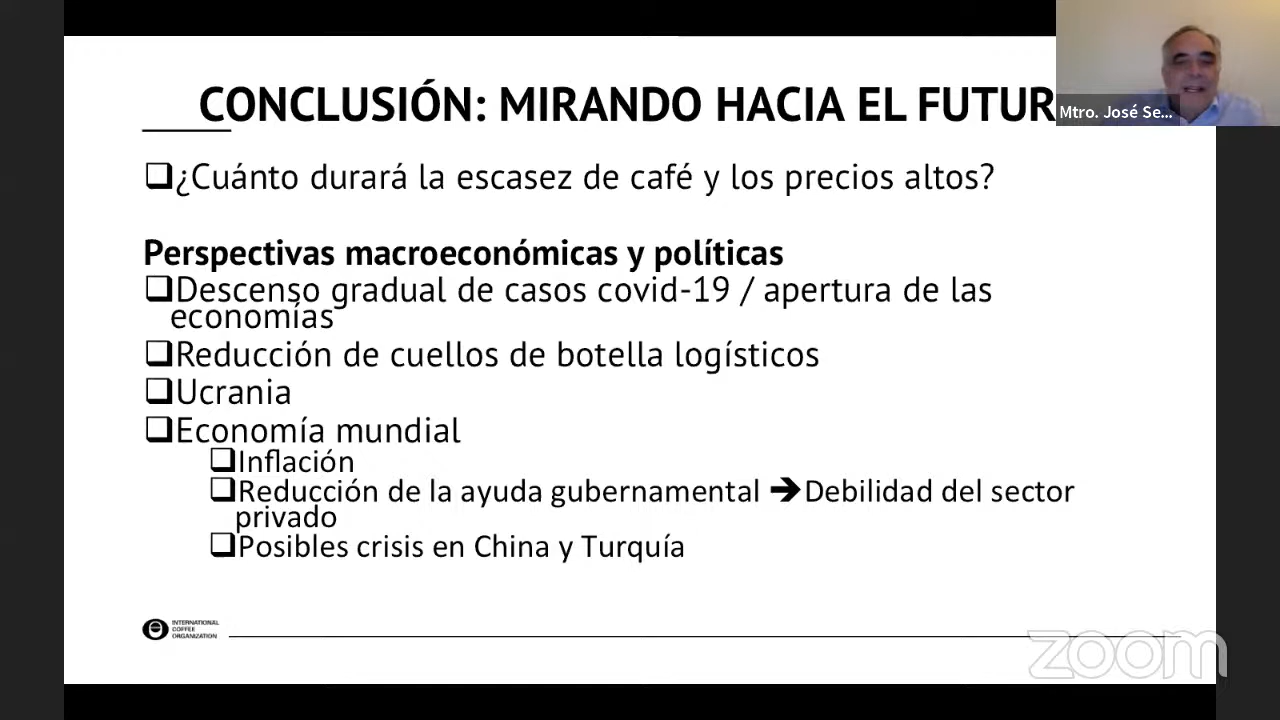 CONCLUSIÓN: MIRANDO HACIA EL FUTUR
Mtro. José Se...
❑¿Cuánto durará la escasez de café y los precios altos?
Perspectivas macroeconómicas y políticas
❑Descenso gradual de casos covid-19 / apertura de las
economías
❑Reducción de cuellos de botella logísticos
❑Ucrania
❑Economía mundial
❑Inflación
❑Reducción de la ayuda gubernamental ➔Debilidad del sector
privado
❑Posibles crisis en China y Turquía
INTERNATIONAL
COFFEE
ORGANIZATION
zoom